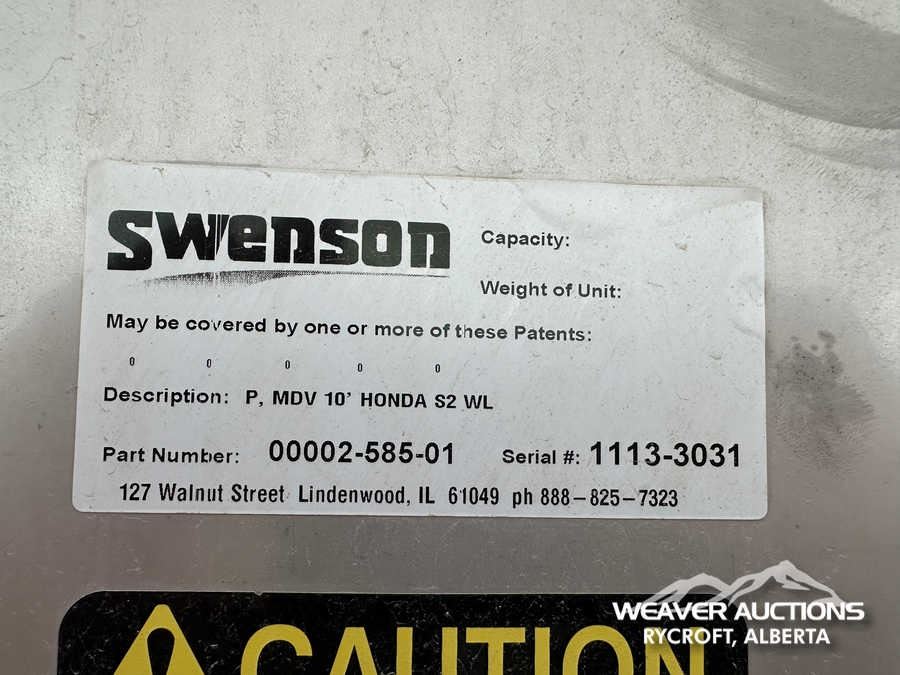 Swenson
Capacity:
Weight of Unit:
May be covered by one or more of these Patents:
0 0 0 0 0
Description: P, MDV 10' HONDA S2 WL
Part Number: 00002-585-01 Serial #: 1113-3031
127 Walnut Street Lindenwood, IL 61049 ph 888-825-7323
CAUTION
WEAVER AUCTIONS
RYCROFT, ALBERTA